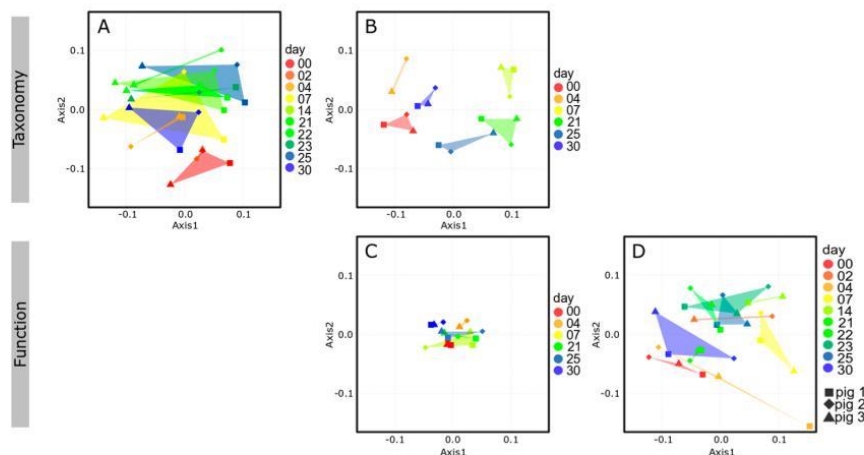 Taxonomy
A
0.1
0.0
-0.1
Axis2
-0.1 0.0 0.1
Axis1
day
00
02
04
07
14
21
22
23
25
30
B
0.1
0.0
-0.1
Axis2
-0.1 0.0 0.1
Axis1
day
00
04
07
21
25
30
Function
C
0.1
0.0
-0.1
Axis2
-0.1 0.0 0.1
Axis1
day
00
04
07
21
25
30
D
0.1
0.0
-0.1
Axis2
-0.1 0.0 0.1
Axis1
day
00
02
04
07
14
21
22
23
25
30
pig 1
pig 2
pig 3